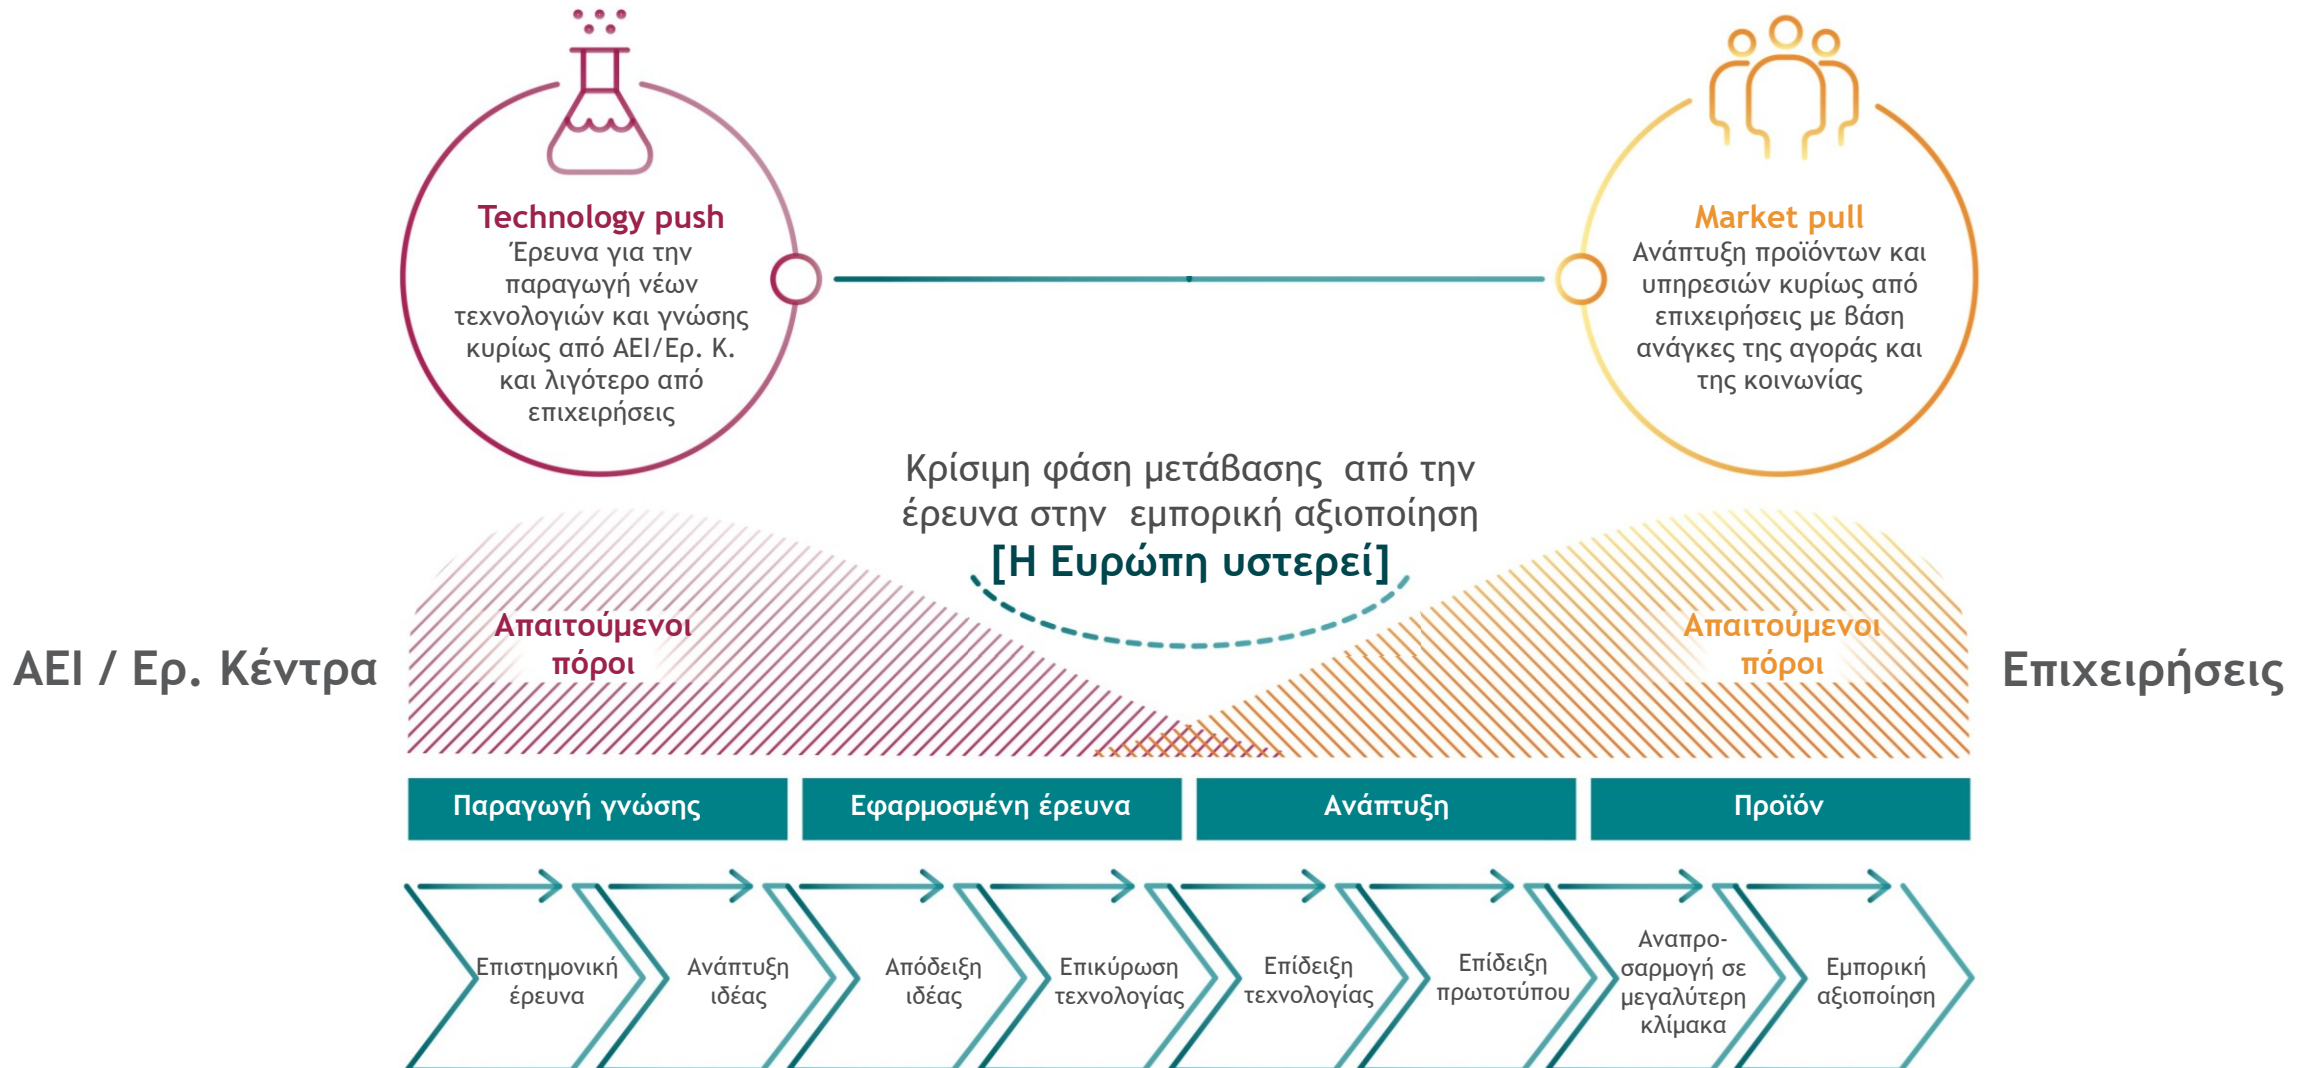 Technology push
Έρευνα για την
παραγωγή νέων
τεχνολογιών και γνώσης
κυρίως από ΑΕΙ/Ερ. Κ.
και λιγότερο από
επιχειρήσεις
Market pull
Ανάπτυξη προϊόντων και
υπηρεσιών κυρίως από
επιχειρήσεις με βάση
ανάγκες της αγοράς και
της κοινωνίας
Κρίσιμη φάση μετάβασης από την
έρευνα στην εμπορική αξιοποίηση
[Η Ευρώπη υστερεί]
ΑΕΙ / Ερ. Κέντρα
Απαιτούμενοι
πόροι
Απαιτούμενοι
πόροι
Επιχειρήσεις
Παραγωγή γνώσης
Εφαρμοσμένη έρευνα
Ανάπτυξη
Προϊόν
Επιστημονική
έρευνα
Ανάπτυξη
ιδέας
Απόδειξη
ιδέας
Επικύρωση
τεχνολογίας
Επίδειξη
τεχνολογίας
Επίδειξη
πρωτοτύπου
Αναπρο-
σαρμογή σε
μεγαλύτερη
κλίμακα
Εμπορική
αξιοποίηση